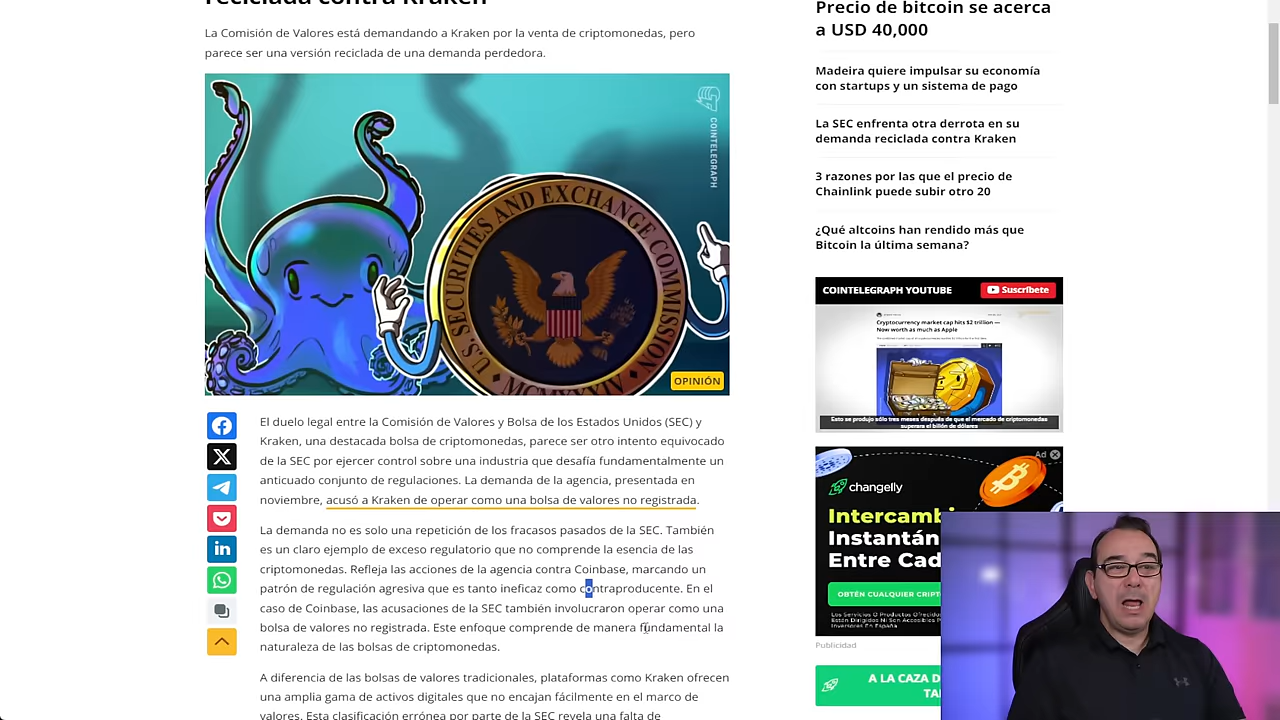 reciclada contra Kraken
La Comisión de Valores está demandando a Kraken por la venta de criptomonedas, pero
parece ser una versión reciclada de una demanda perdedora.
COINTELEGRAPH
SECURITIES AND EXCHANGE COMMISSION
MCMXXXIV
OPINIÓN
El duelo legal entre la Comisión de Valores y Bolsa de los Estados Unidos (SEC) y
Kraken, una destacada bolsa de criptomonedas, parece ser otro intento equivocado
de la SEC por ejercer control sobre una industria que desafía fundamentalmente un
anticuado conjunto de regulaciones. La demanda de la agencia, presentada en
noviembre, acusó a Kraken de operar como una bolsa de valores no registrada.
La demanda no es solo una repetición de los fracasos pasados de la SEC. También
es un claro ejemplo de exceso regulatorio que no comprende la esencia de las
criptomonedas. Refleja las acciones de la agencia contra Coinbase, marcando un
patrón de regulación agresiva que es tanto ineficaz como contraproducente. En el
caso de Coinbase, las acusaciones de la SEC también involucraron operar como una
bolsa de valores no registrada. Este enfoque comprende de manera fundamental la
naturaleza de las bolsas de criptomonedas.
A diferencia de las bolsas de valores tradicionales, plataformas como Kraken ofrecen
una amplia gama de activos digitales que no encajan fácilmente en el marco de
valores. Esta clasificación errónea por parte de la SEC revela una falta de
Precio de bitcoin se acerca
a USD 40,000
Madeira quiere impulsar su economía
con startups y un sistema de pago
La SEC enfrenta otra derrota en su
demanda reciclada contra Kraken
3 razones por las que el precio de
Chainlink puede subir otro 20
¿Qué altcoins han rendido más que
Bitcoin la última semana?
COINTELEGRAPH YOUTUBE
Suscríbete
Cryptocurrency market cap hits $2 trillion —
Now worth as much as Apple
Esto se produjo sólo tres meses después de que el mercado de criptomonedas
superara el billón de dólares
Ad
changelly
Intercambi
Instantán
Entre Cad
OBTÉN CUALQUIER CRIPT
Los Servicios O Productos Ofrecidos
Están Dirigidos Ni Son Accesibles P
Inversores En España
Publicidad
A LA CAZA D
TA